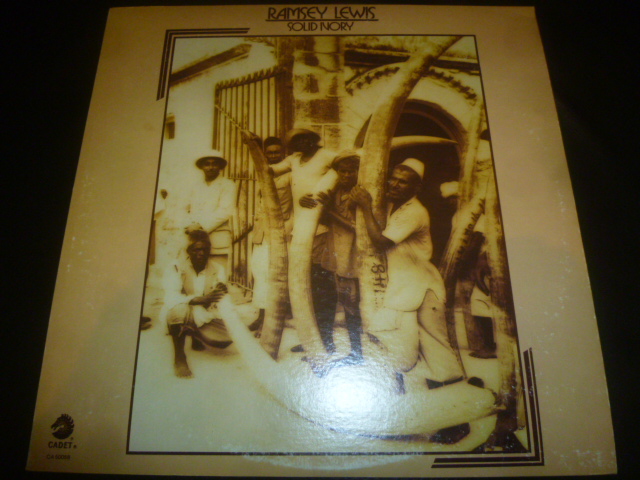 RAMSEY LEWIS
SOLID IVORY
CADET